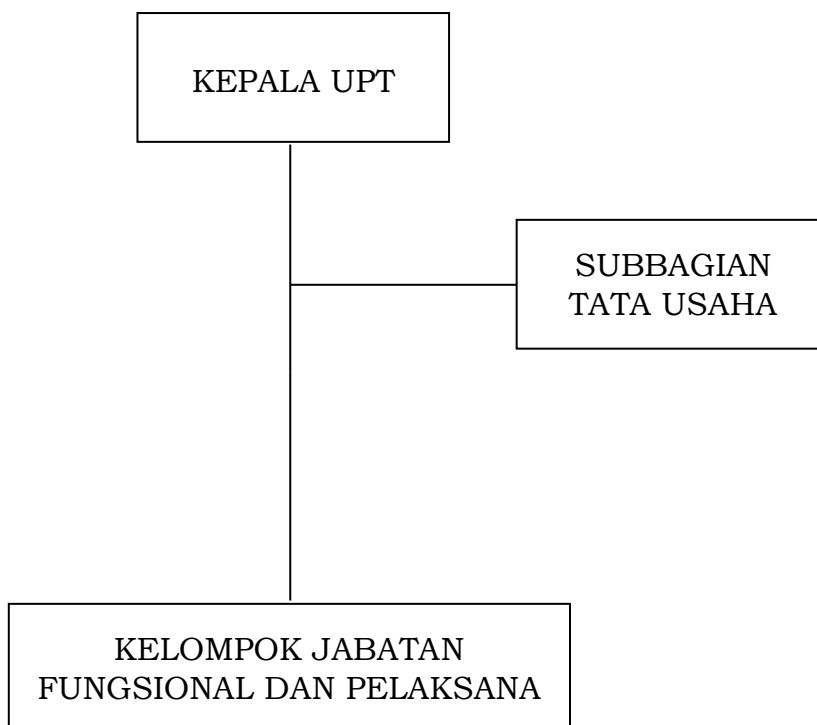 KEPALA UPT
SUBBAGIAN
TATA USAHA
KELOMPOK JABATAN
FUNGSIONAL DAN PELAKSANA